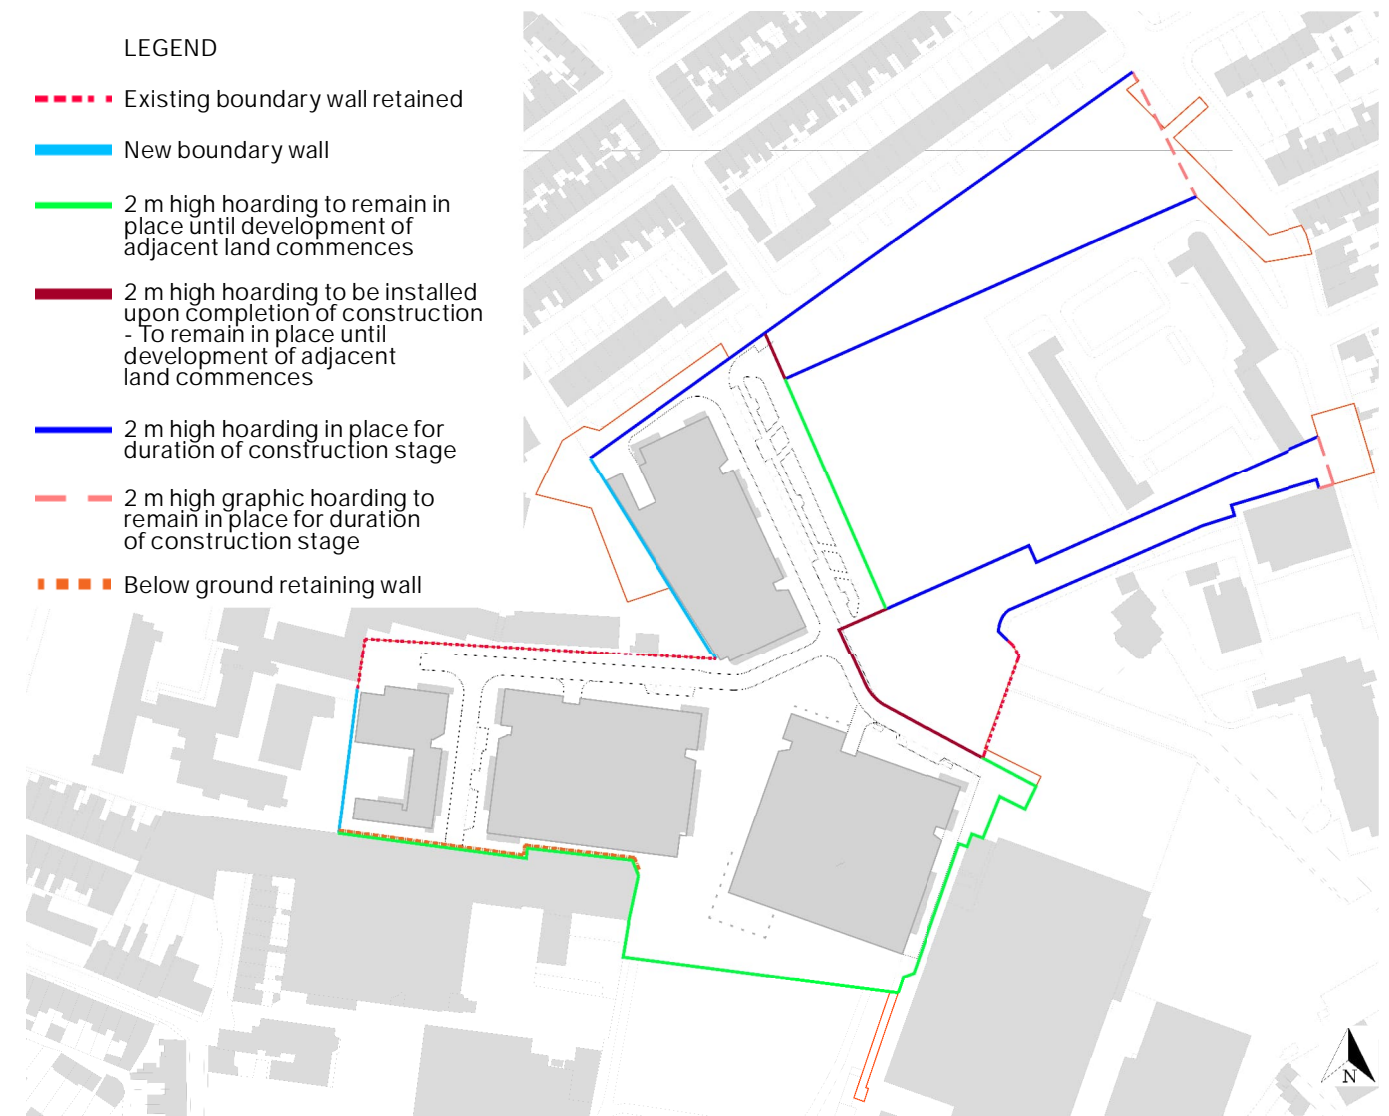 LEGEND
Existing boundary wall retained
New boundary wall
2 m high hoarding to remain in
place until development of
adjacent land commences
2 m high hoarding to be installed
upon completion of construction
- To remain in place until
development of adjacent
land commences
2 m high hoarding in place for
duration of construction stage
2 m high graphic hoarding to
remain in place for duration
of construction stage
Below ground retaining wall
N